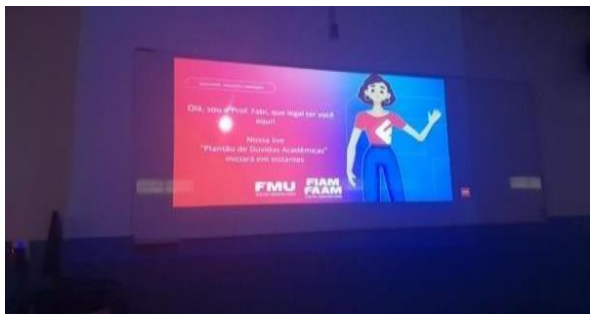 Olá, sou a Prof. Fabi, que legal ter você
aqui!
Nossa live
"Plantão de Dúvidas Acadêmicas"
iniciará em instantes
FMU
FIAM
FAAM